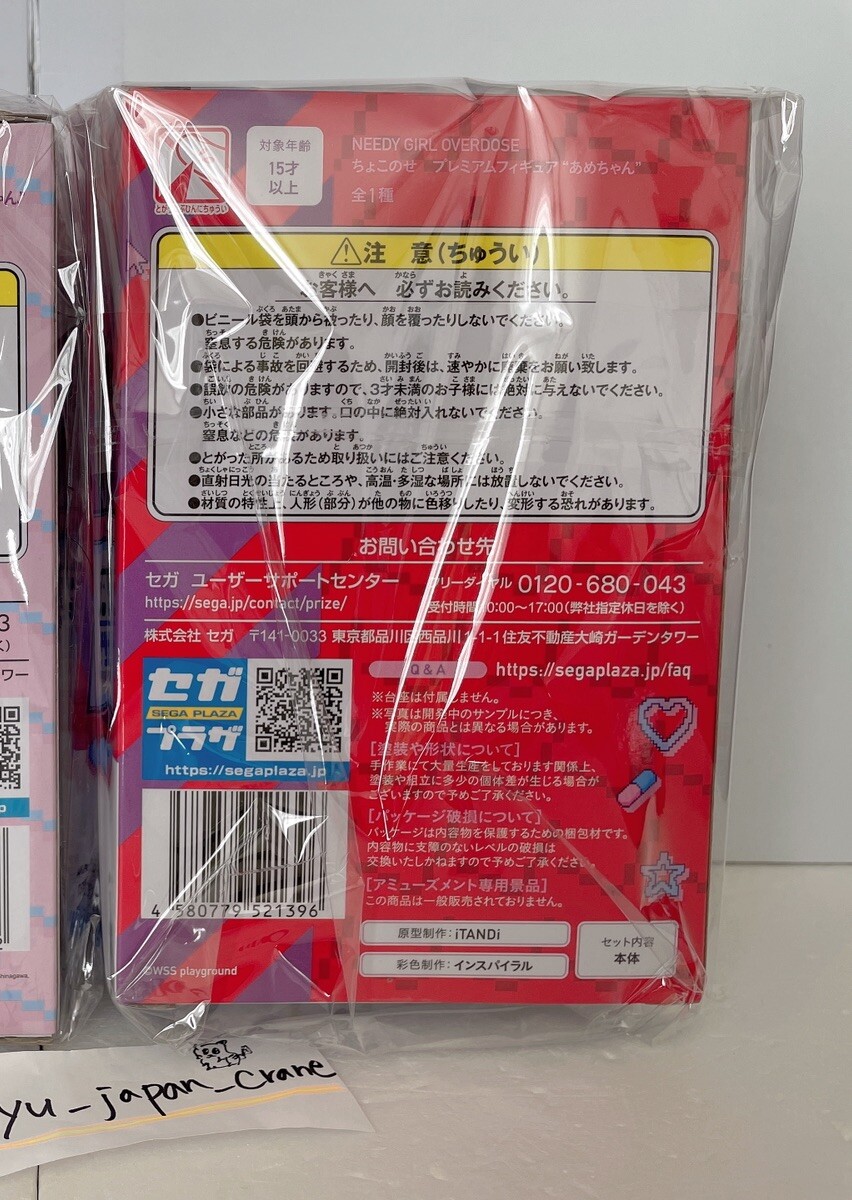 対象年齢
15才
以上
NEEDY GIRL OVERDOSE
ちょこのせ プレミアムフィギュア“あめちゃん”
全1種
⚠注 意(ちゅうい)
お客様へ 必ずお読みください。
●ビニール袋を頭から被ったり、顔を覆ったりしないでください。
窒息する危険があります。
●袋による事故を回避するため、開封後は、速やかに廃棄をお願い致します。
●誤飲の危険がありますので、3才未満のお子様には絶対に与えないでください。
●小さな部品があります。口の中に絶対入れないでください。
窒息などの危険があります。
●とがった所があるため取り扱いにはご注意ください。
●直射日光の当たるところや、高温・多湿な場所には放置しないでください。
●材質の特性上、人形(部分)が他の物に色移りしたり、変形する恐れがあります。
お問い合わせ先
セガ ユーザーサポートセンター フリーダイヤル 0120-680-043
https://sega.jp/contact/prize/ 受付時間10:00〜17:00(弊社指定休日を除く)
株式会社 セガ 〒141-0033 東京都品川区西品川1-1-1住友不動産大崎ガーデンタワー
セガ
SEGA PLAZA
プラザ
https://segaplaza.jp
Q&A https://segaplaza.jp/faq
※台座は付属しません。
※写真は開発中のサンプルにつき、
実際の商品とは異なる場合があります。
[塗装や形状について]
手作業にて大量生産をしております関係上、
塗装や組立に多少の個体差が生じる場合が
ございますので予めご了承ください。
[パッケージ破損について]
パッケージは内容物を保護するための梱包材です。
内容物に支障のないレベルの破損は
交換いたしかねますので予めご了承ください。
[アミューズメント専用景品]
この商品は一般販売されておりません。
4 580779 521396
原型制作:iTANDi
彩色制作:インスパイラル
セット内容
本体
©WSS playground
yu_japan_crane